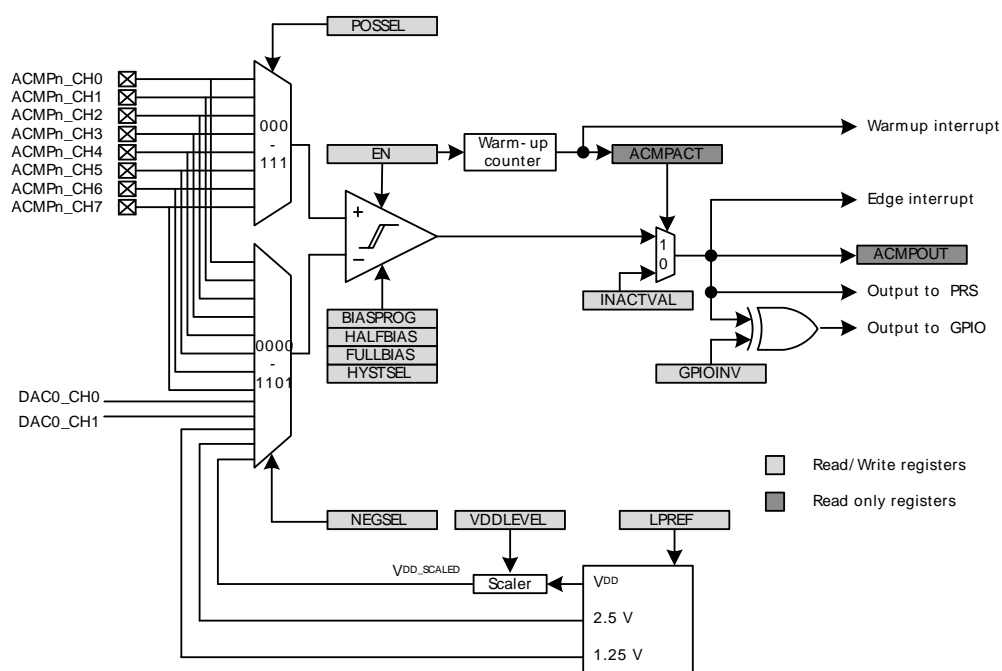 POSSEL
ACMPn_CH0
ACMPn_CH1
ACMPn_CH2
ACMPn_CH3
ACMPn_CH4
ACMPn_CH5
ACMPn_CH6
ACMPn_CH7
000
-
111
EN
Warm-up
counter
ACMPACT
Warmup interrupt
+
−
1
0
Edge interrupt
ACMPOUT
INACTVAL
Output to PRS
Output to GPIO
BIASPROG
HALFBIAS
FULLBIAS
HYSTSEL
GPIOINV
0000
-
1101
DAC0_CH0
DAC0_CH1
Read/Write registers
Read only registers
NEGSEL
VDDLEVEL
LPREF
VDD_SCALED
Scaler
VDD
2.5 V
1.25 V